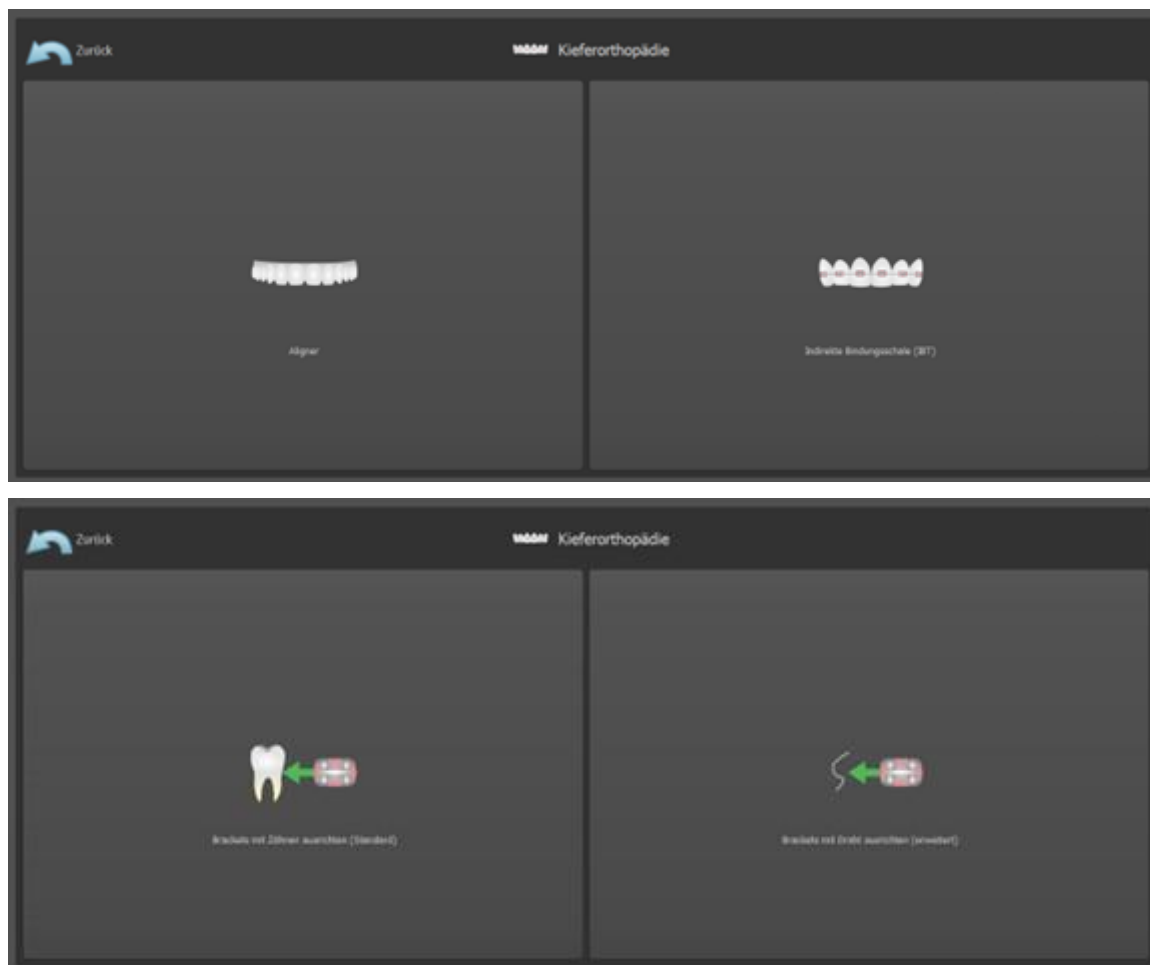 Zurück
Kieferorthopädie
Aligner
Indirekte Bindungsschale (IBT)
Zurück
Kieferorthopädie
Brackets mit Zähnen ausrichten (Standard)
Brackets mit Draht ausrichten (erweitert)